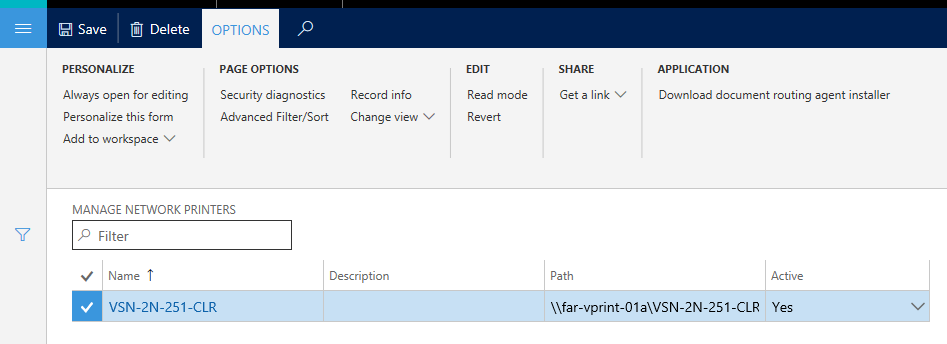 Save Delete OPTIONS
PERSONALIZE PAGE OPTIONS EDIT SHARE APPLICATION
Always open for editing Security diagnostics Record info Read mode Get a link Download document routing agent installer
Personalize this form Advanced Filter/Sort Change view Revert
Add to workspace
MANAGE NETWORK PRINTERS
Filter
Name ↑ Description Path Active
VSN-2N-251-CLR \\far-vprint-01a\VSN-2N-251-CLR Yes